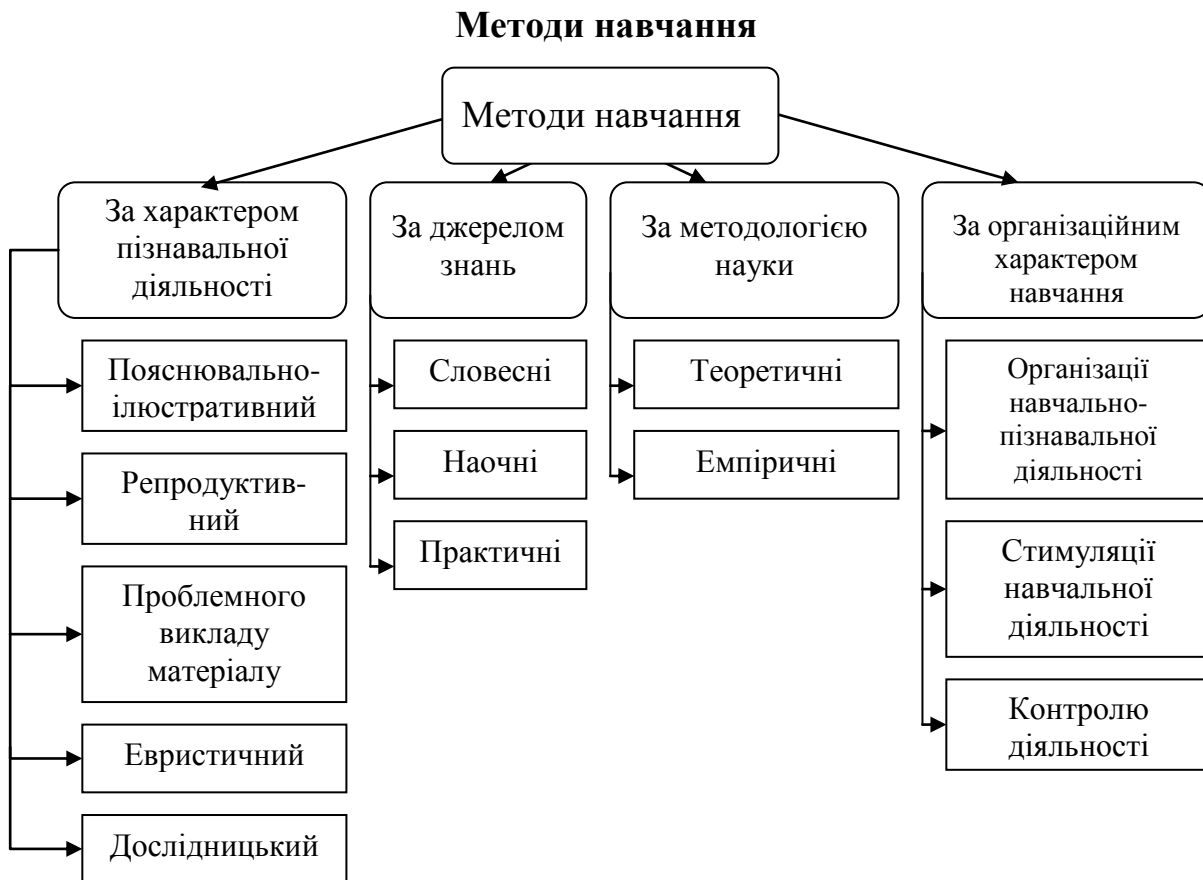 Методи навчання
Методи навчання
За характером
пізнавальної
діяльності
Пояснювально-
ілюстративний
Репродуктив-
ний
Проблемного
викладу
матеріалу
Евристичний
Дослідницький
За джерелом
знань
Словесні
Наочні
Практичні
За методологією
науки
Теоретичні
Емпіричні
За організаційним
характером
навчання
Організації
навчально-
пізнавальної
діяльності
Стимуляції
навчальної
діяльності
Контролю
діяльності